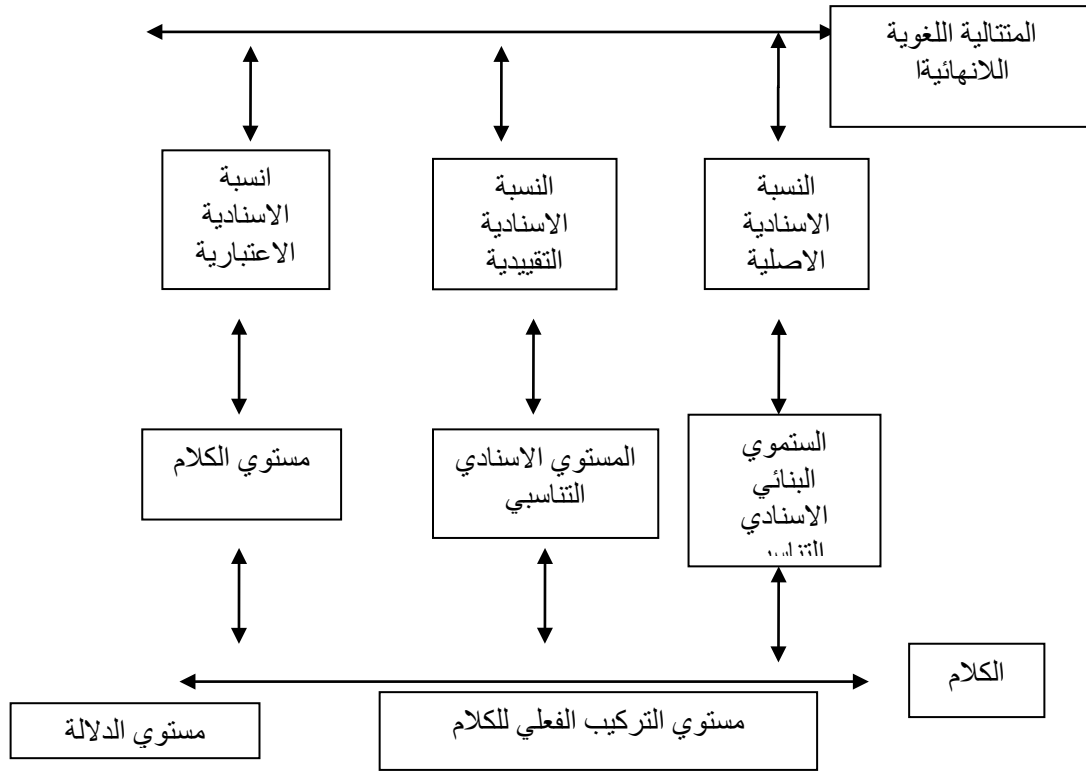 المتتالية اللغوية
اللانهائيةا
النسبة
الاسنادية
الاصلية
النسبة
الاسنادية
التقييدية
انسبة
الاسنادية
الاعتبارية
الستموي
البنائي
الاسنادي
المستوي الاسنادي
التناسبي
مستوي الكلام
الكلام
مستوي التركيب الفعلي للكلام
مستوي الدلالة